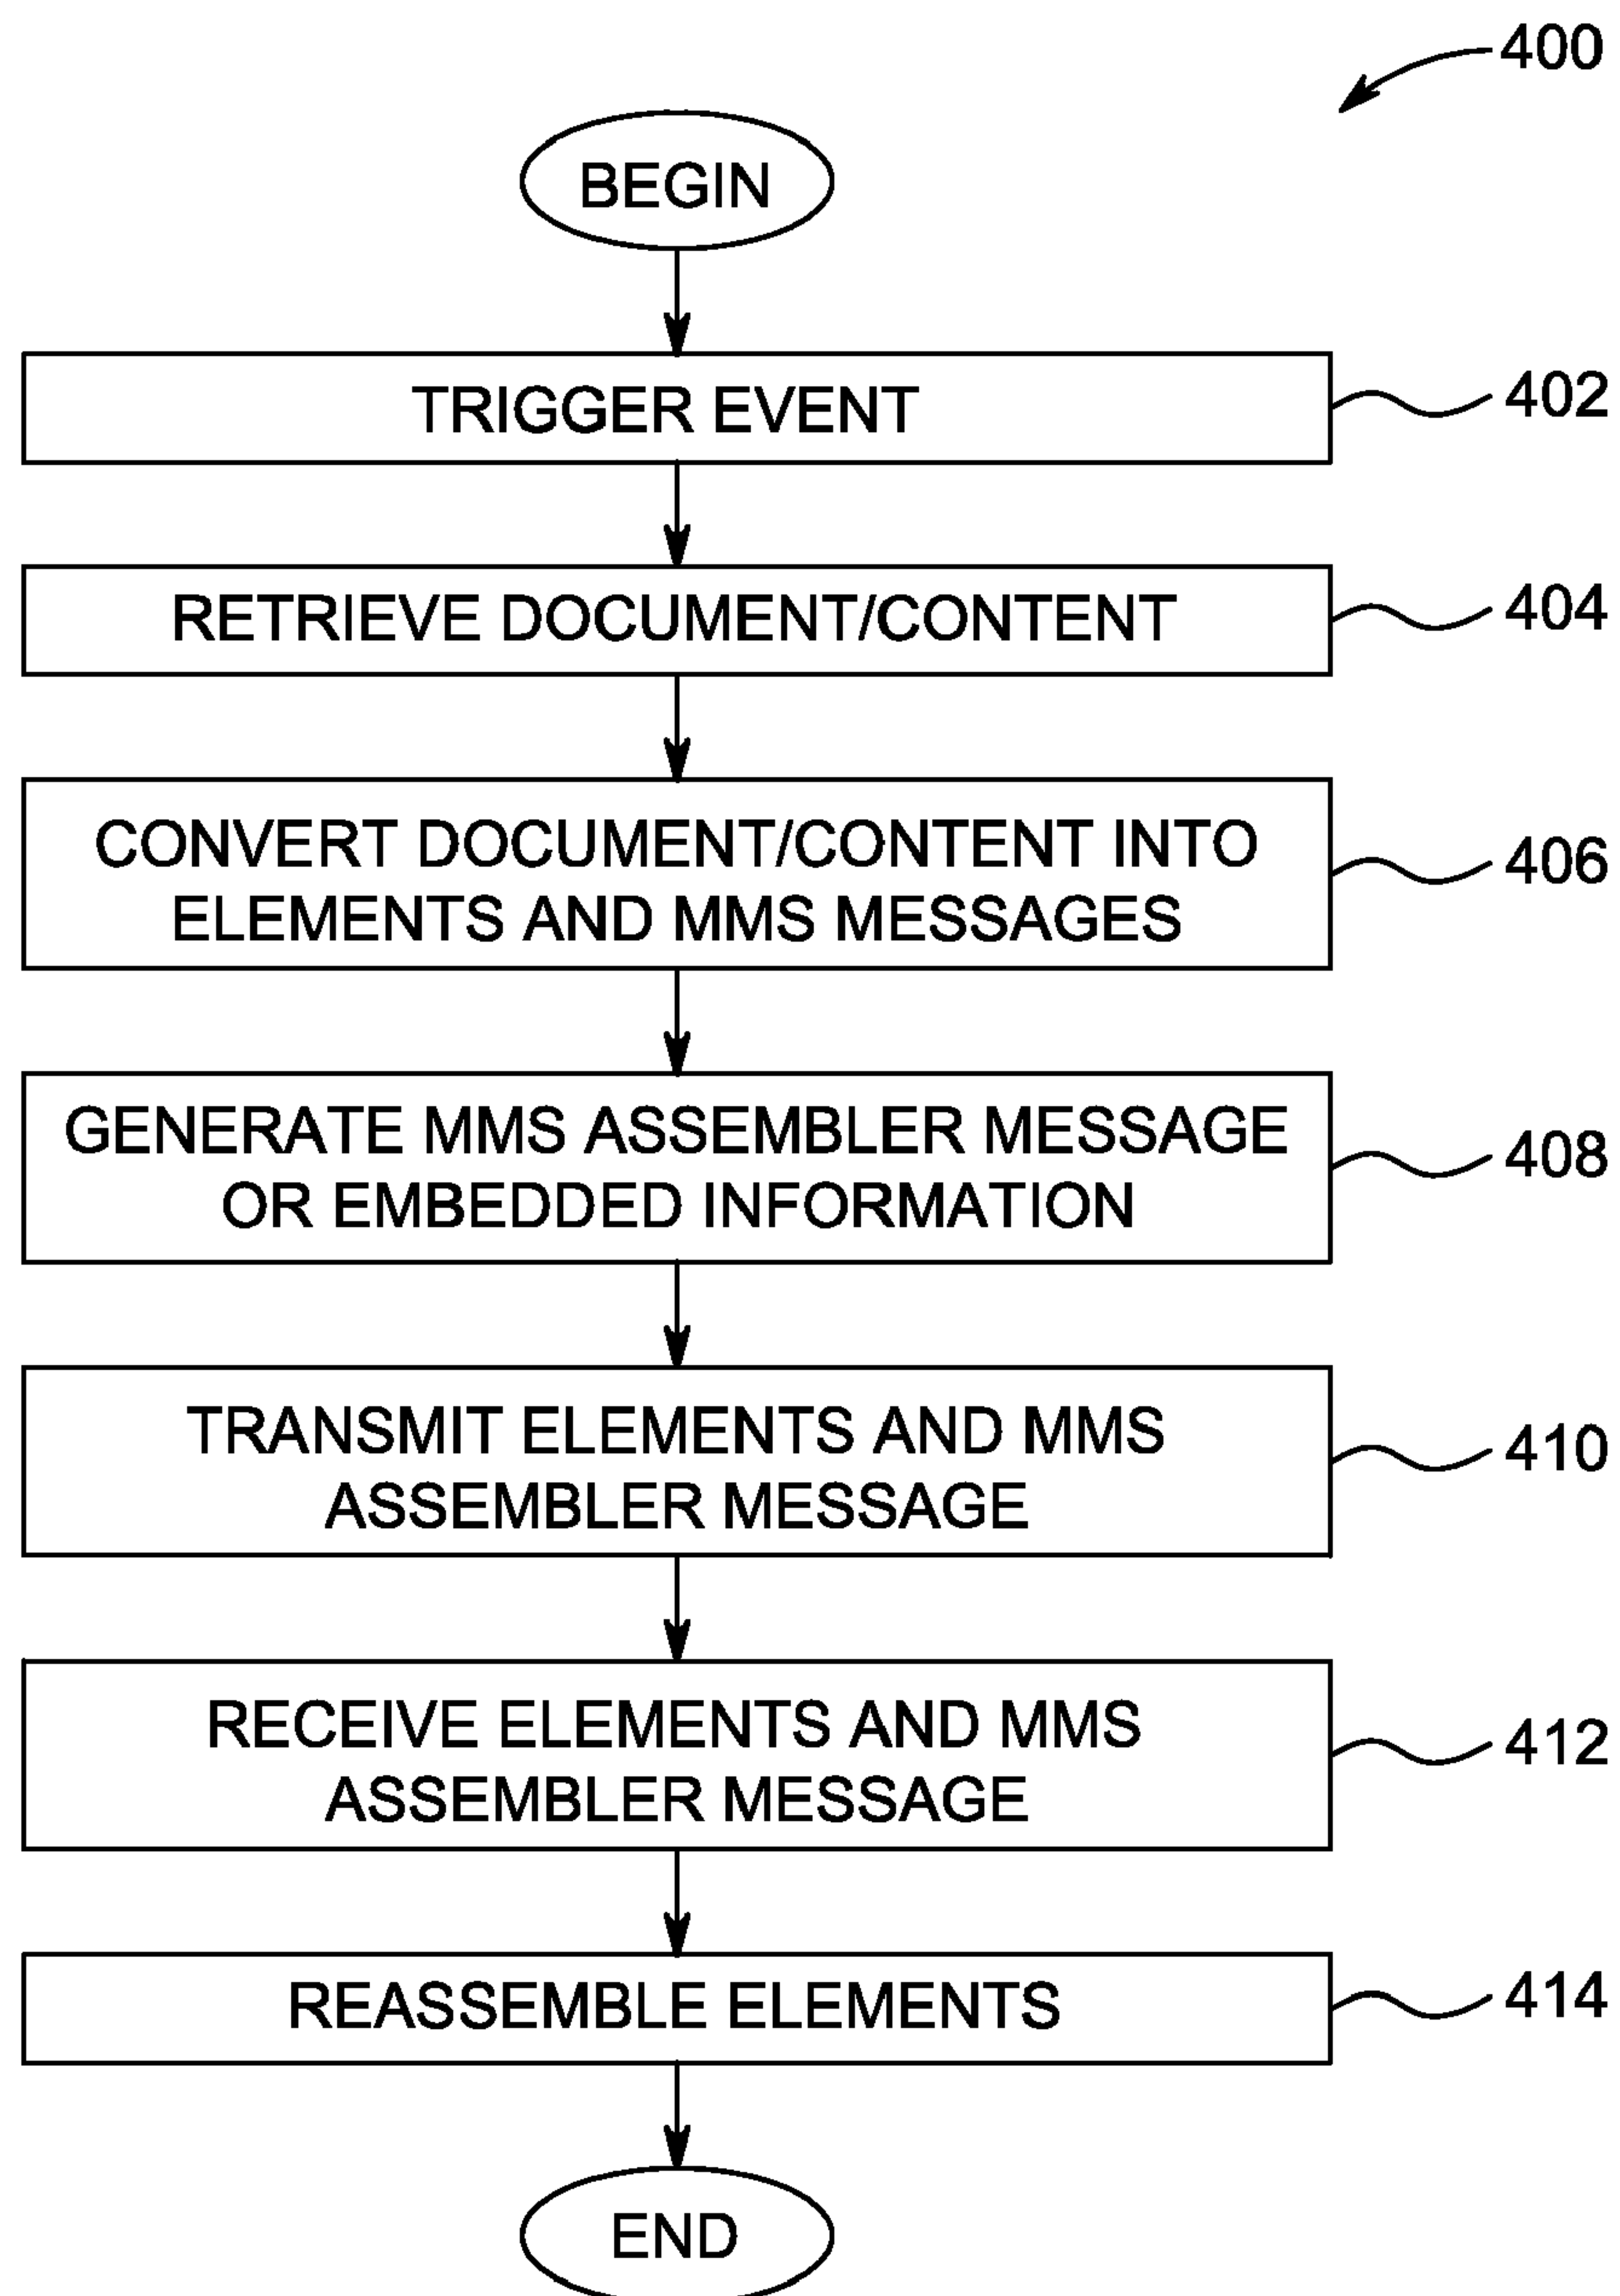 400
BEGIN
TRIGGER EVENT
402
RETRIEVE DOCUMENT/CONTENT
404
CONVERT DOCUMENT/CONTENT INTO
ELEMENTS AND MMS MESSAGES
406
GENERATE MMS ASSEMBLER MESSAGE
OR EMBEDDED INFORMATION
408
TRANSMIT ELEMENTS AND MMS
ASSEMBLER MESSAGE
410
RECEIVE ELEMENTS AND MMS
ASSEMBLER MESSAGE
412
REASSEMBLE ELEMENTS
414
END